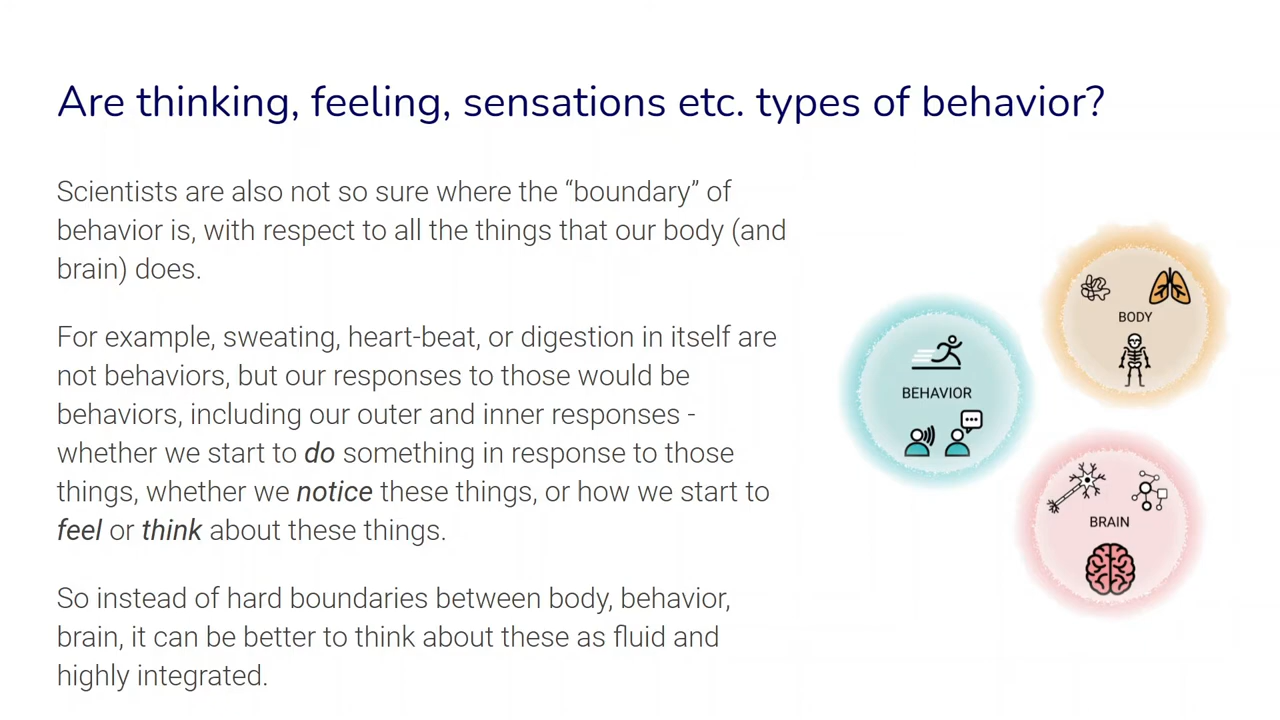 Are thinking, feeling, sensations etc. types of behavior?
Scientists are also not so sure where the “boundary” of
behavior is, with respect to all the things that our body (and
brain) does.
For example, sweating, heart-beat, or digestion in itself are
not behaviors, but our responses to those would be
behaviors, including our outer and inner responses -
whether we start to do something in response to those
things, whether we notice these things, or how we start to
feel or think about these things.
So instead of hard boundaries between body, behavior,
brain, it can be better to think about these as fluid and
highly integrated.
BODY
BEHAVIOR
BRAIN